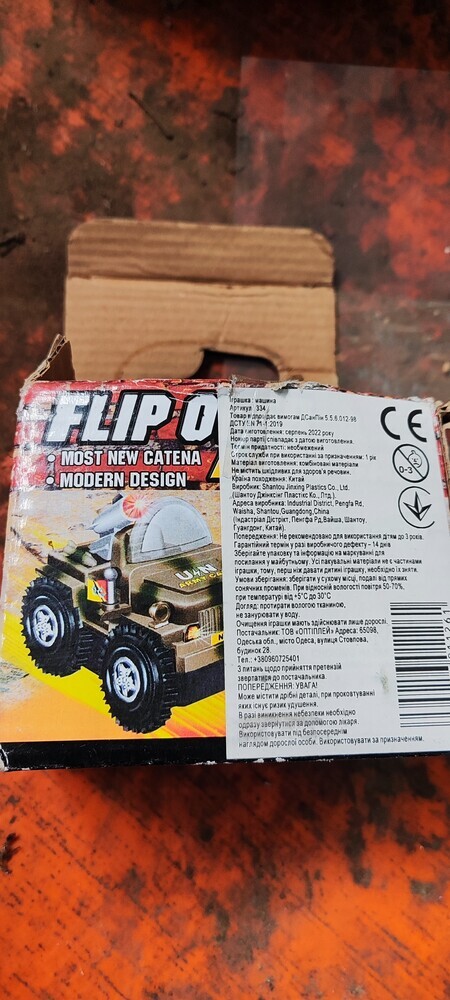 FLIP O
MOST NEW CATENA
MODERN DESIGN
U★N
Іграшка: машина
Артикул: 334
Товар відповідає вимогам ДСанПін 5.5.6.012-98
2019
Дата виготовлення: серпень 2022 року
Номер партії співпадає з датою виготовлення.
Термін придатності: необмежений
Строк служби при використанні за призначенням: 1 рік
Матеріал виготовлення: комбіновані матеріали
Не містить шкідливих для здоров'я речовин.
Країна походження: Китай
Виробник: Shantou Jinxing Plastics Co., Ltd.
(Шантоу Джінксінг Пластікс Ко., Лтд.)
Адреса виробника: Industrial District, Pengfa Rd,
Waisha, Shantou,Guangdong,China
(Індастріал Дістрікт, Пенгфа Рд,Вайша, Шантоу,
Гуангдонг, Китай).
Попередження: Не рекомендовано для використання дітям до 3 років.
Гарантійний термін у разі виробничого дефекту – 14 днів
Зберігайте упаковку та інформацію на маркуванні для
посилання у майбутньому. Усі пакувальні матеріали не є частинами
іграшки, тому, перш ніж давати дитині іграшку, необхідно їх зняти.
Умови зберігання: зберігати у сухому місці, подалі від прямих
сонячних променів. При відносній вологості повітря 50-70%,
при температурі від +5°C до 30°C
Догляд: протирати вологою тканиною,
не занурювати у воду.
Очищення іграшки мають здійснювати лише дорослі.
Постачальник: ТОВ «ОПТІПЛЕЙ» Адреса: 65098,
Одеська обл., місто Одеса, вулиця Стовпова,
будинок 28.
Тел.: +380960725401
З питань щодо прийняття претензій
звертатися до постачальника.
ПОПЕРЕДЖЕННЯ: УВАГА!
Може містити дрібні деталі, при проковтуванні
яких існує ризик удушення.
В разі виникнення небезпеки необхідно
одразу звернутися за допомогою лікаря.
Використовувати під безпосереднім
наглядом дорослої особи. Використовувати за призначенням.
CE
0-3